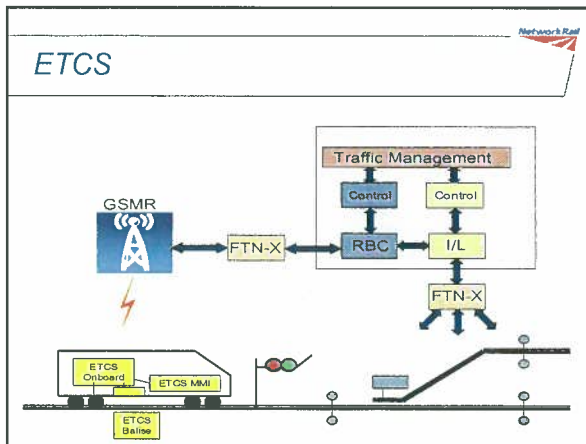 NetworkRail
ETCS
Traffic Management
Control
Control
GSMR
FTN-X
RBC
I/L
FTN-X
ETCS
Onboard
ETCS MMI
ETCS
Balise